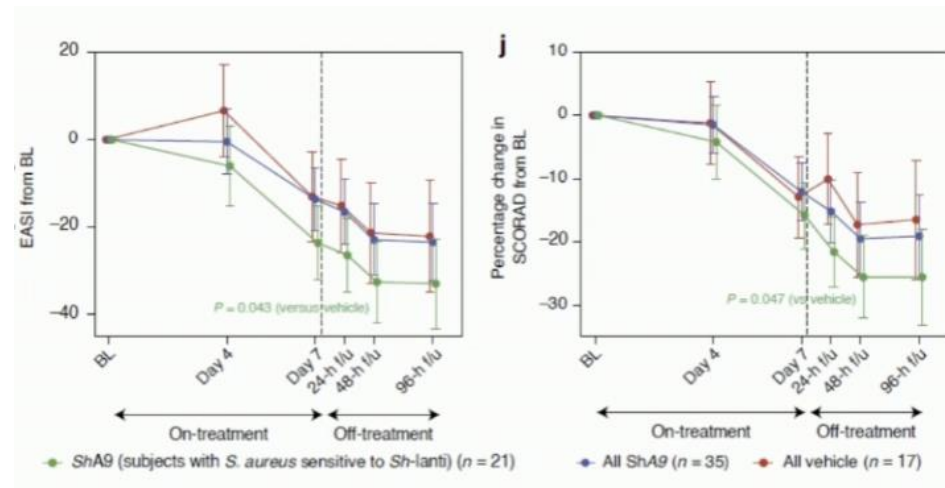 j
20
0
−20
−40
EASI from BL
P = 0.043 (versus vehicle)
BL
Day 4
Day 7
24-h f/u
48-h f/u
96-h f/u
On-treatment
Off-treatment
10
0
−10
−20
−30
Percentage change in
SCORAD from BL
P = 0.047 (vs vehicle)
BL
Day 4
Day 7
24-h f/u
48-h f/u
96-h f/u
On-treatment
Off-treatment
ShA9 (subjects with S. aureus sensitive to Sh-lanti) (n = 21)
All ShA9 (n = 35)
All vehicle (n = 17)